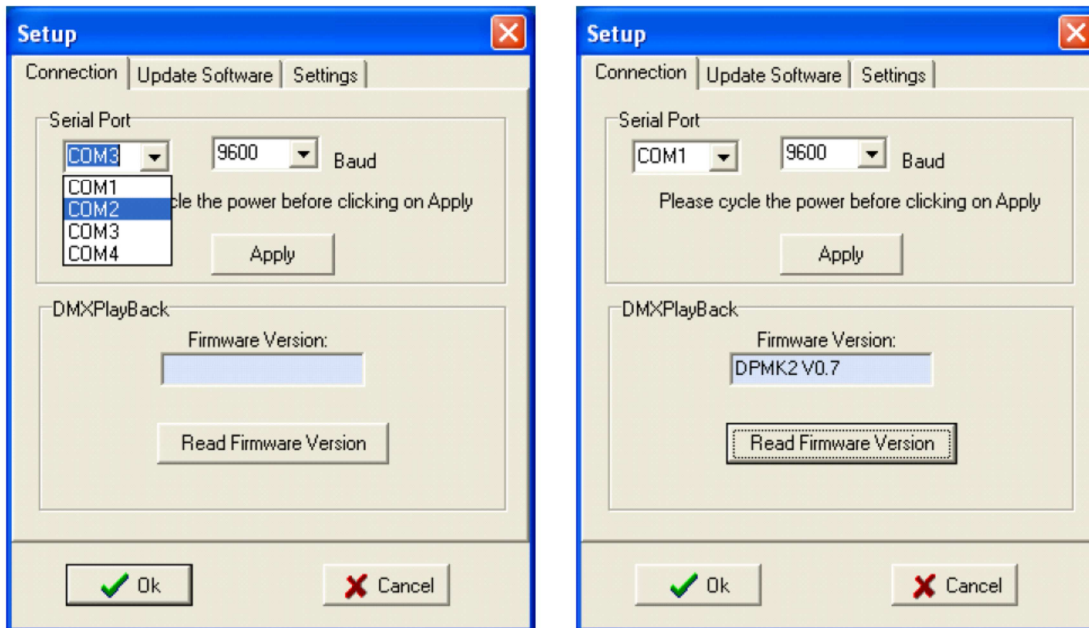 Setup
Connection Update Software Settings
Serial Port
COM3 9600 Baud
COM1
COM2 cle the power before clicking on Apply
COM3
COM4
Apply
DMXPlayBack
Firmware Version:
Read Firmware Version
Ok Cancel
Setup
Connection Update Software Settings
Serial Port
COM1 9600 Baud
Please cycle the power before clicking on Apply
Apply
DMXPlayBack
Firmware Version:
DPMK2 V0.7
Read Firmware Version
Ok Cancel